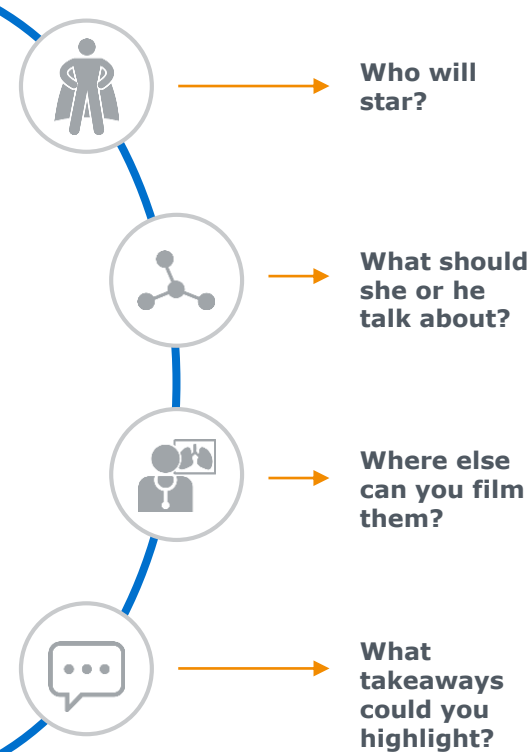 Who will
star?
What should
she or he
talk about?
Where else
can you film
them?
What
takeaways
could you
highlight?